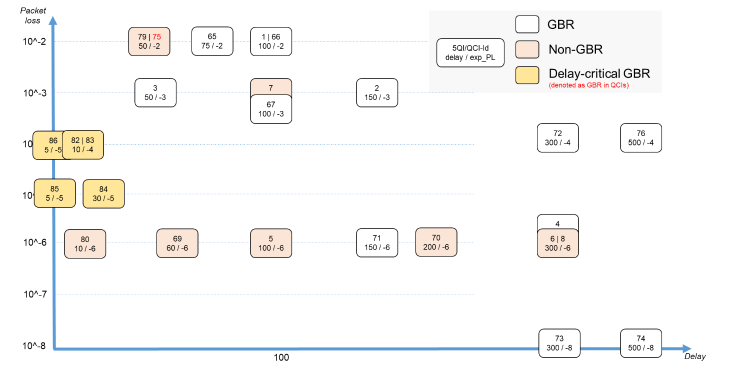 Packet
loss
GBR
Non-GBR
Delay-critical GBR
(denoted as GBR in QCIs)
5QI/QCI-Id
delay / exp_PL
10^-2
79 | 75
50 / -2
65
75 / -2
1 | 66
100 / -2
10^-3
3
50 / -3
7
67
100 / -3
2
150 / -3
10
86
5 / -5
82 | 83
10 / -4
72
300 / -4
76
500 / -4
10
85
5 / -5
84
30 / -5
10^-6
80
10 / -6
69
60 / -6
5
100 / -6
71
150 / -6
70
200 / -6
4
6 | 8
300 / -6
10^-7
10^-8
73
300 / -8
74
500 / -8
100
Delay